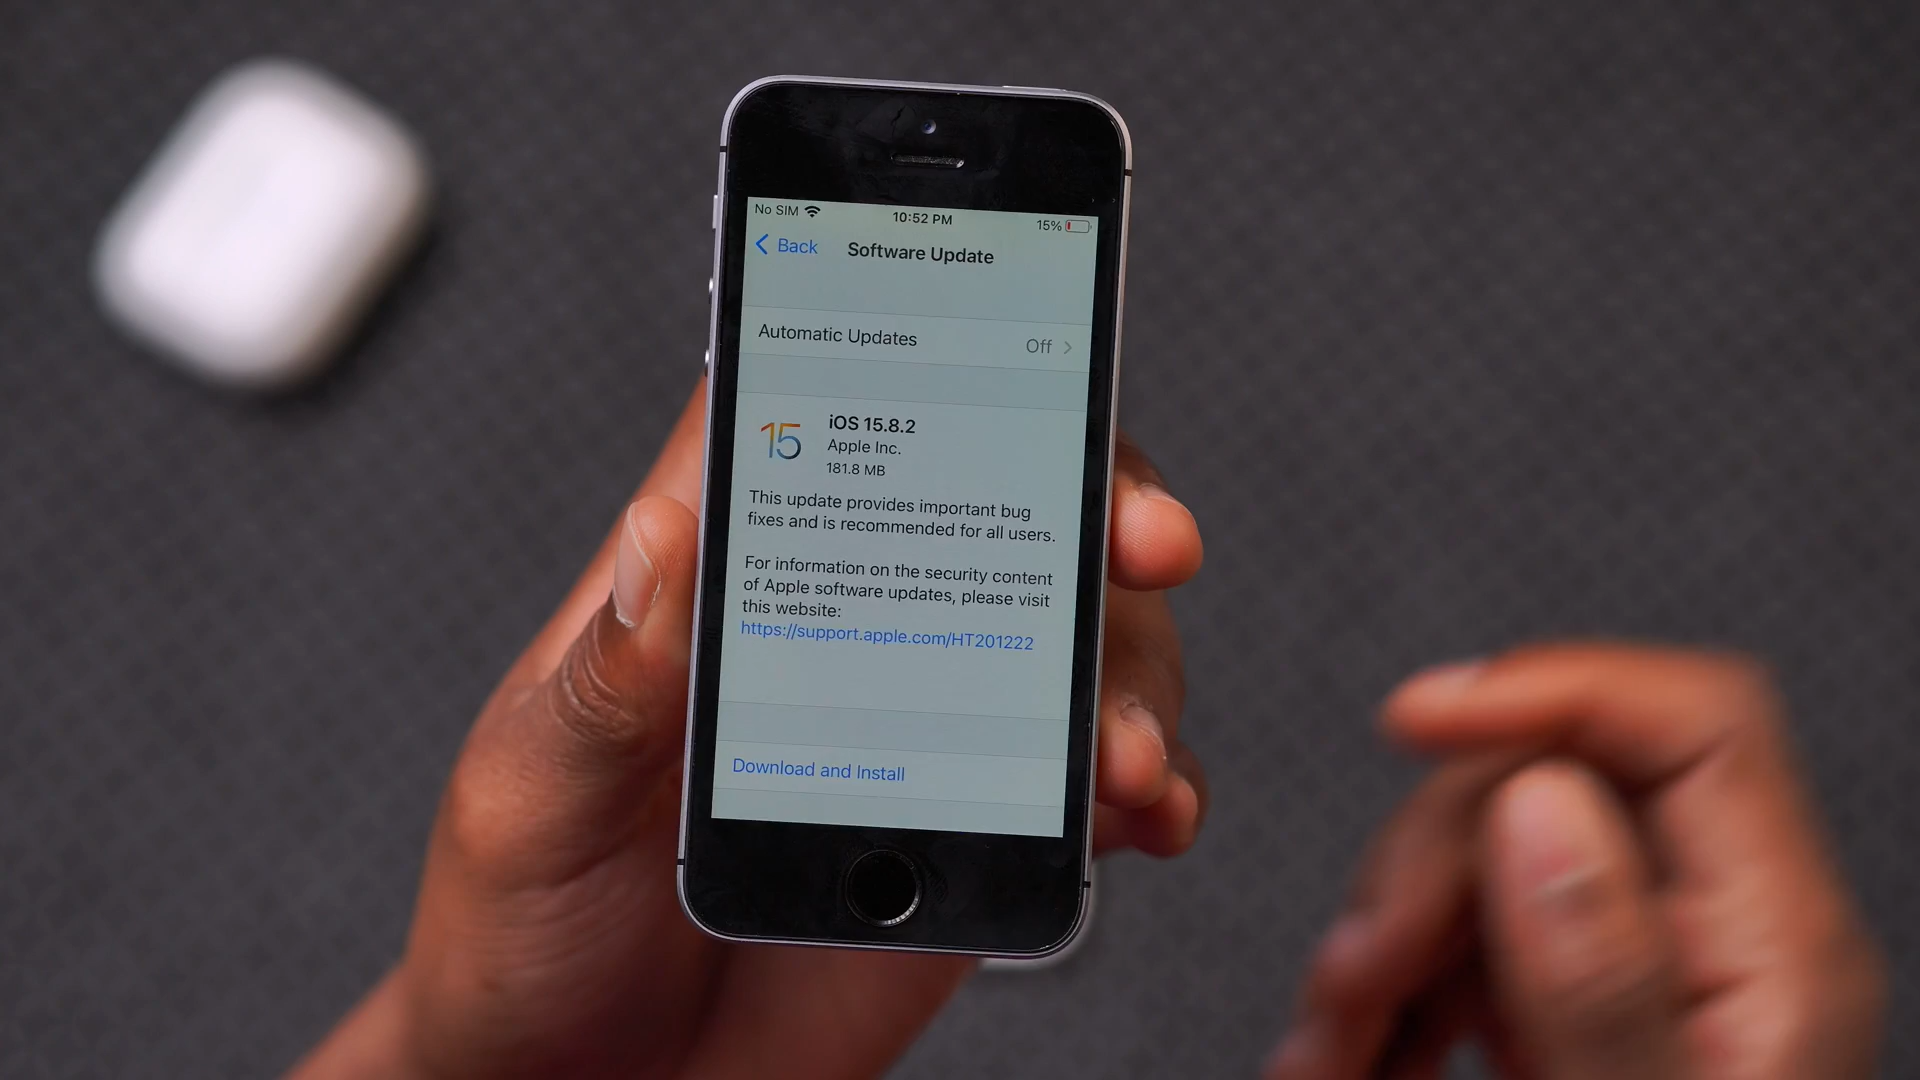 No SIM 10:52 PM 15%
Back Software Update
Automatic Updates Off
15
iOS 15.8.2
Apple Inc.
181.8 MB
This update provides important bug
fixes and is recommended for all users.
For information on the security content
of Apple software updates, please visit
this website:
https://support.apple.com/HT201222
Download and Install